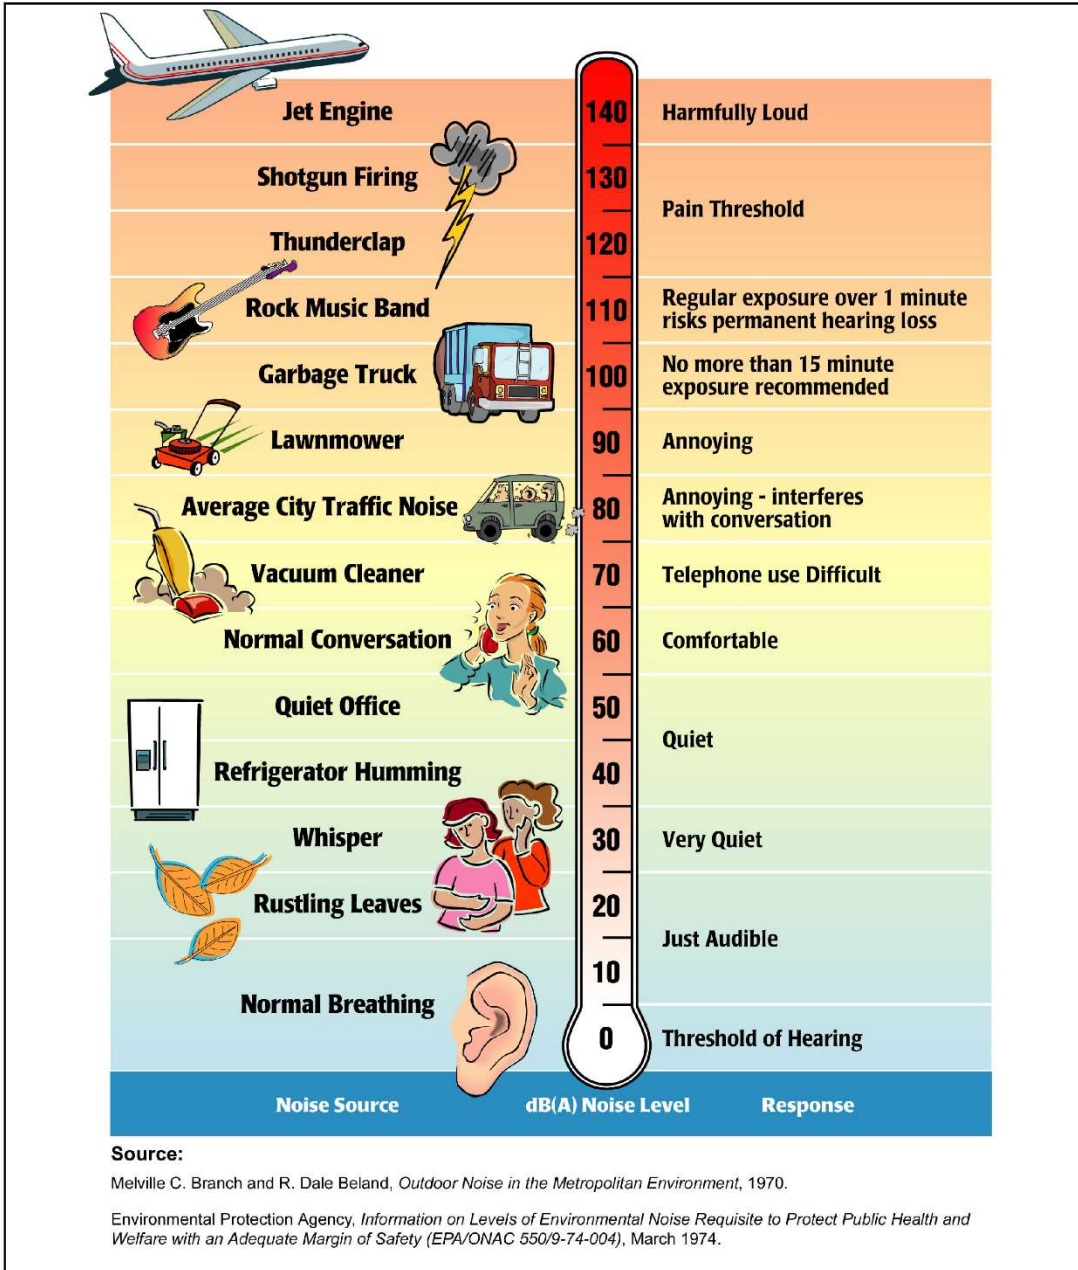 Jet Engine 140 Harmfully Loud
Shotgun Firing 130
Pain Threshold
Thunderclap 120
Rock Music Band 110 Regular exposure over 1 minute
risks permanent hearing loss
Garbage Truck 100 No more than 15 minute
exposure recommended
Lawnmower 90 Annoying
Average City Traffic Noise 80 Annoying - interferes
with conversation
Vacuum Cleaner 70 Telephone use Difficult
Normal Conversation 60 Comfortable
Quiet Office 50
Quiet
Refrigerator Humming 40
Whisper 30 Very Quiet
Rustling Leaves 20
Just Audible
10
Normal Breathing
0 Threshold of Hearing
Noise Source dB(A) Noise Level Response
Source:
Melville C. Branch and R. Dale Beland, Outdoor Noise in the Metropolitan Environment, 1970.
Environmental Protection Agency, Information on Levels of Environmental Noise Requisite to Protect Public Health and
Welfare with an Adequate Margin of Safety (EPA/ONAC 550/9-74-004), March 1974.